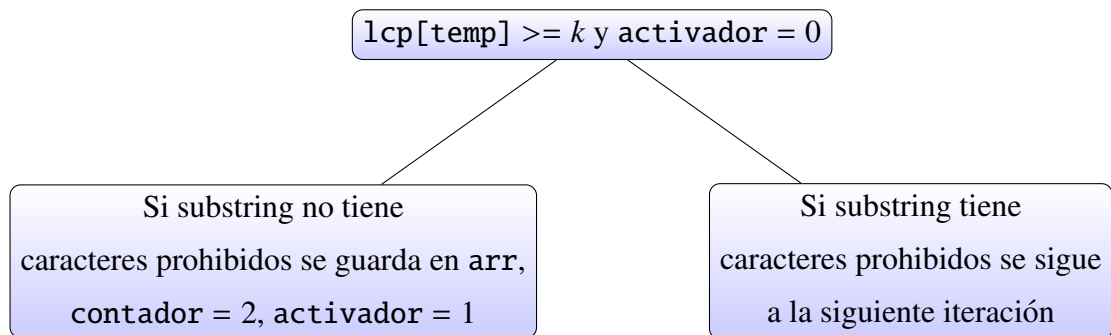 lcp[temp] >= k y activador = 0
Si substring no tiene
caracteres prohibidos se guarda en arr,
contador = 2, activador = 1
Si substring tiene
caracteres prohibidos se sigue
a la siguiente iteración